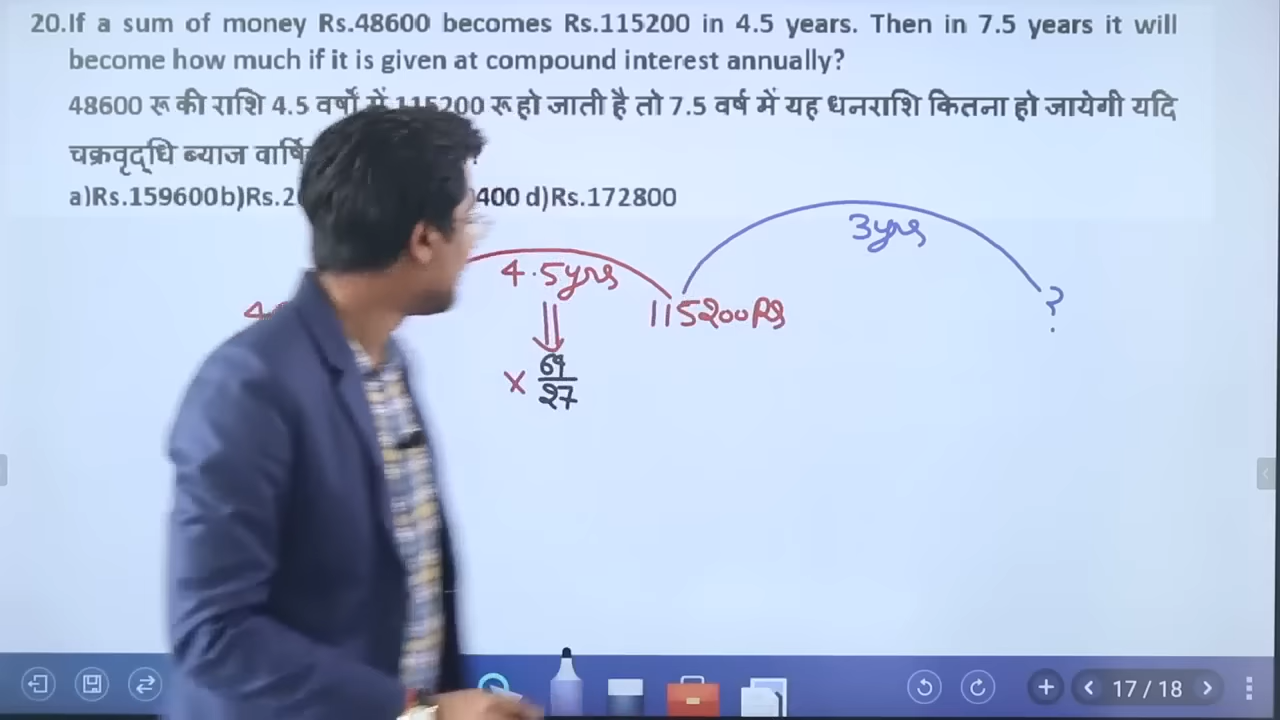 20.If a sum of money Rs.48600 becomes Rs.115200 in 4.5 years. Then in 7.5 years it will
become how much if it is given at compound interest annually?
48600 रू की राशि 4.5 वर्षों में 115200 रू हो जाती है तो 7.5 वर्ष में यह धनराशि कितना हो जायेगी यदि
चक्रवृद्धि ब्याज
a)Rs.159600 b)Rs.2 400 d)Rs.172800
3yrs
4.5yrs
115200Rs ?
× 64
27
17 / 18